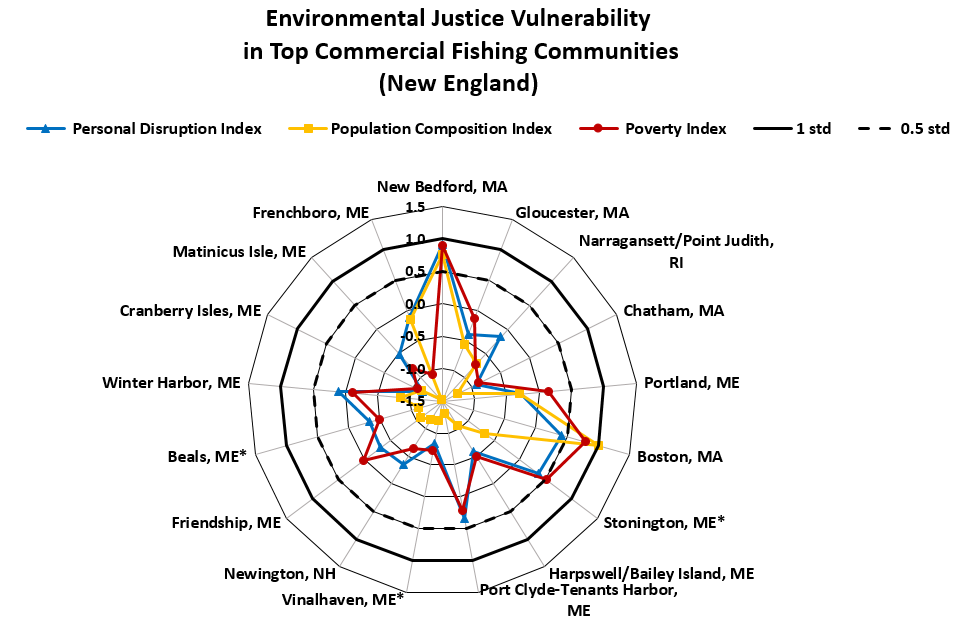 Environmental Justice Vulnerability
in Top Commercial Fishing Communities
(New England)
Personal Disruption Index
Population Composition Index
Poverty Index
1 std
0.5 std
New Bedford, MA
Gloucester, MA
Narragansett/Point Judith,
RI
Chatham, MA
Portland, ME
Boston, MA
Stonington, ME*
Harpswell/Bailey Island, ME
Port Clyde-Tenants Harbor,
ME
Vinalhaven, ME*
Newington, NH
Friendship, ME
Beals, ME*
Winter Harbor, ME
Cranberry Isles, ME
Matinicus Isle, ME
Frenchboro, ME
1.5
1.0
0.5
0.0
-0.5
-1.0
-1.5